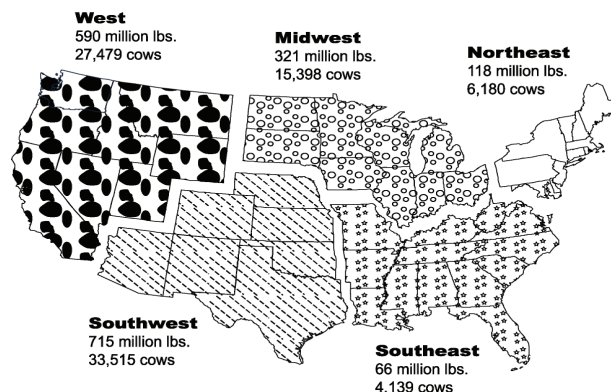 West
590 million lbs.
27,479 cows
Midwest
321 million lbs.
15,398 cows
Northeast
118 million lbs.
6,180 cows
Southwest
715 million lbs.
33,515 cows
Southeast
66 million lbs.
4,139 cows